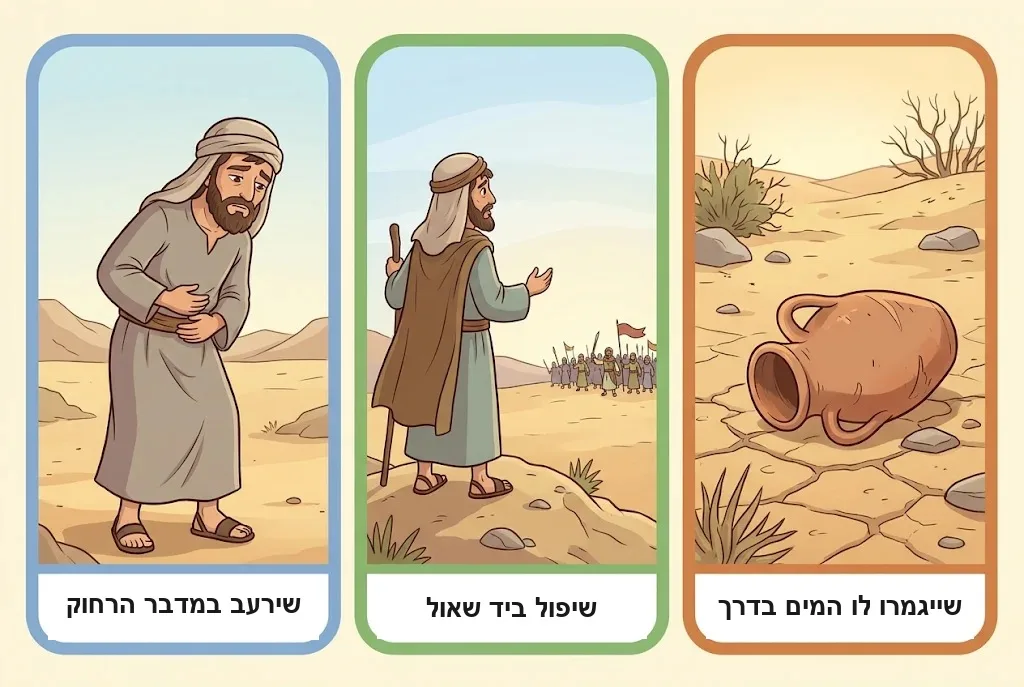 שייגמרו לו המים בדרך
שיפול ביד שאול
שירעב במדבר הרחוק